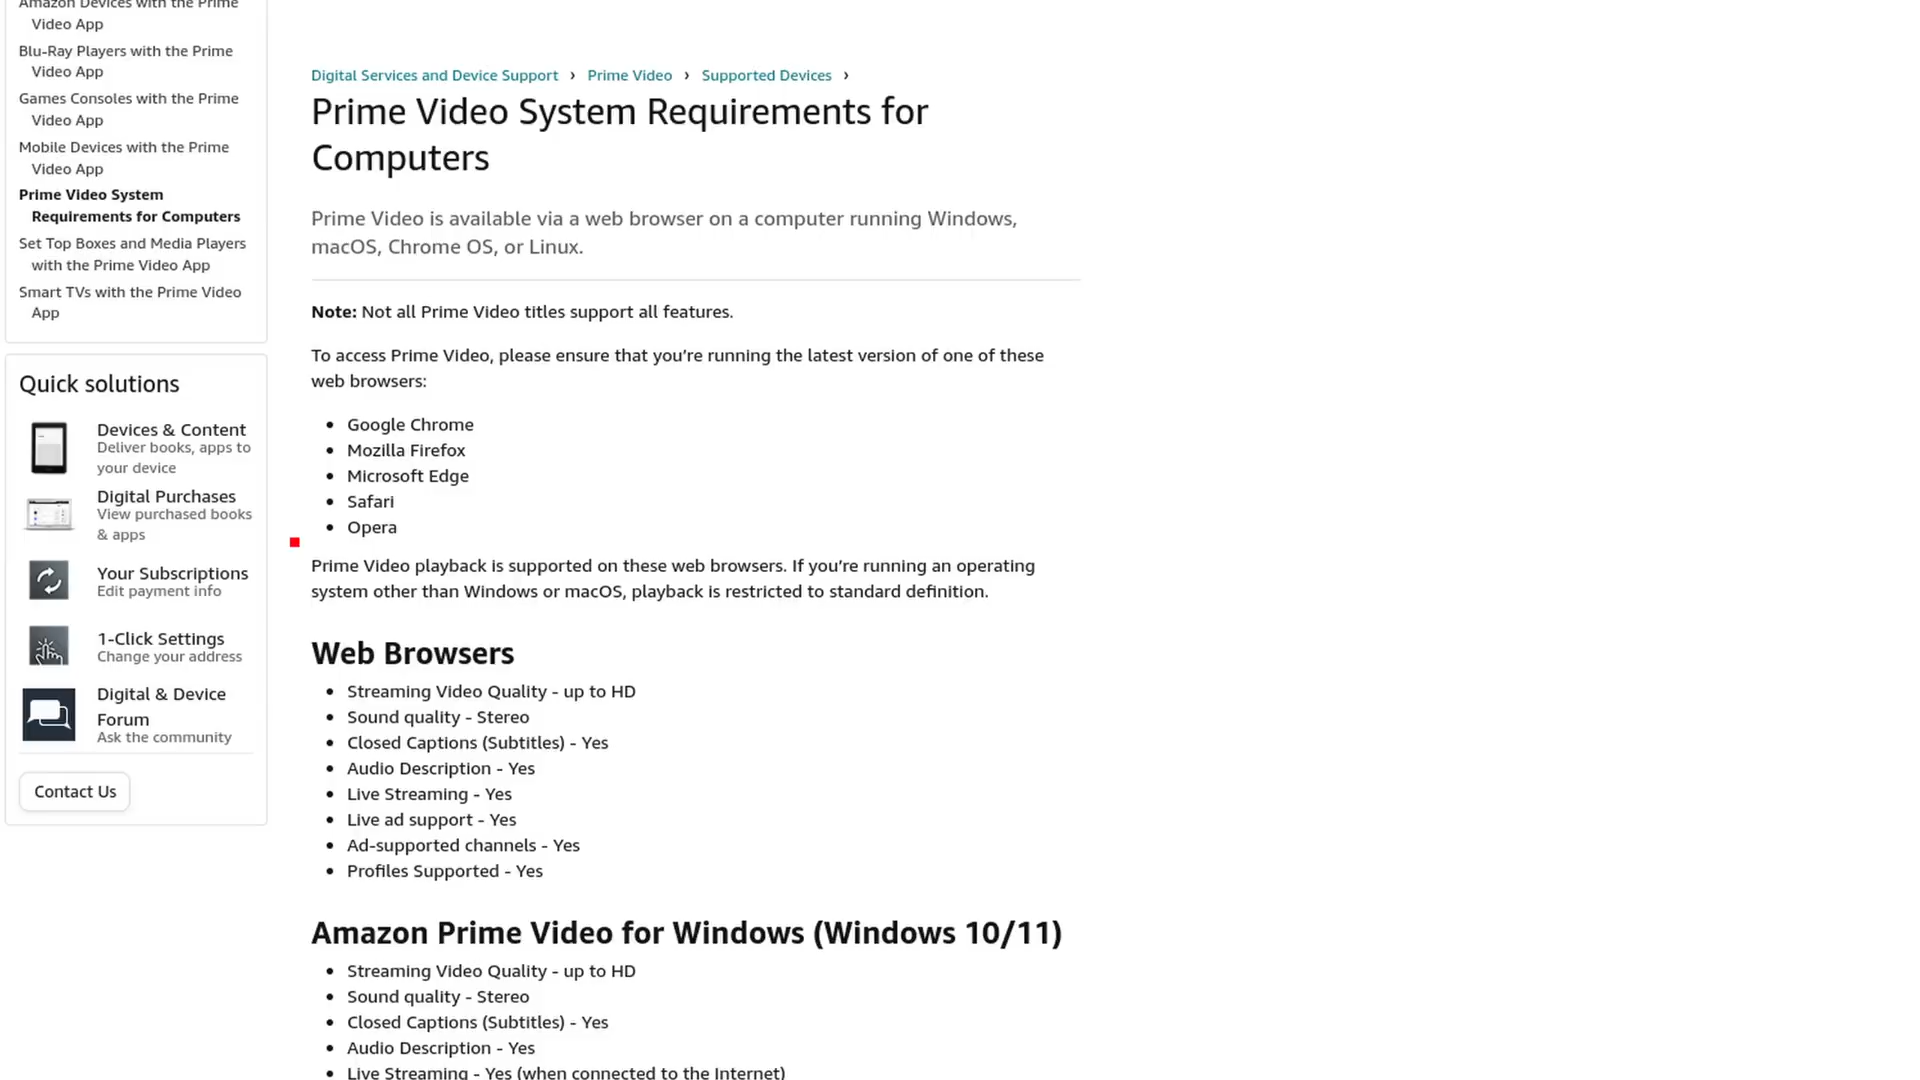 Amazon Devices with the Prime
Video App
Blu-Ray Players with the Prime
Video App
Games Consoles with the Prime
Video App
Mobile Devices with the Prime
Video App
Prime Video System
Requirements for Computers
Set Top Boxes and Media Players
with the Prime Video App
Smart TVs with the Prime Video
App
Quick solutions
Devices & Content
Deliver books, apps to
your device
Digital Purchases
View purchased books
& apps
Your Subscriptions
Edit payment info
1-Click Settings
Change your address
Digital & Device
Forum
Ask the community
Contact Us
Digital Services and Device Support › Prime Video › Supported Devices ›
Prime Video System Requirements for
Computers
Prime Video is available via a web browser on a computer running Windows,
macOS, Chrome OS, or Linux.
Note: Not all Prime Video titles support all features.
To access Prime Video, please ensure that you’re running the latest version of one of these
web browsers:
• Google Chrome
• Mozilla Firefox
• Microsoft Edge
• Safari
• Opera
Prime Video playback is supported on these web browsers. If you’re running an operating
system other than Windows or macOS, playback is restricted to standard definition.
Web Browsers
• Streaming Video Quality - up to HD
• Sound quality - Stereo
• Closed Captions (Subtitles) - Yes
• Audio Description - Yes
• Live Streaming - Yes
• Live ad support - Yes
• Ad-supported channels - Yes
• Profiles Supported - Yes
Amazon Prime Video for Windows (Windows 10/11)
• Streaming Video Quality - up to HD
• Sound quality - Stereo
• Closed Captions (Subtitles) - Yes
• Audio Description - Yes
• Live Streaming - Yes (when connected to the Internet)